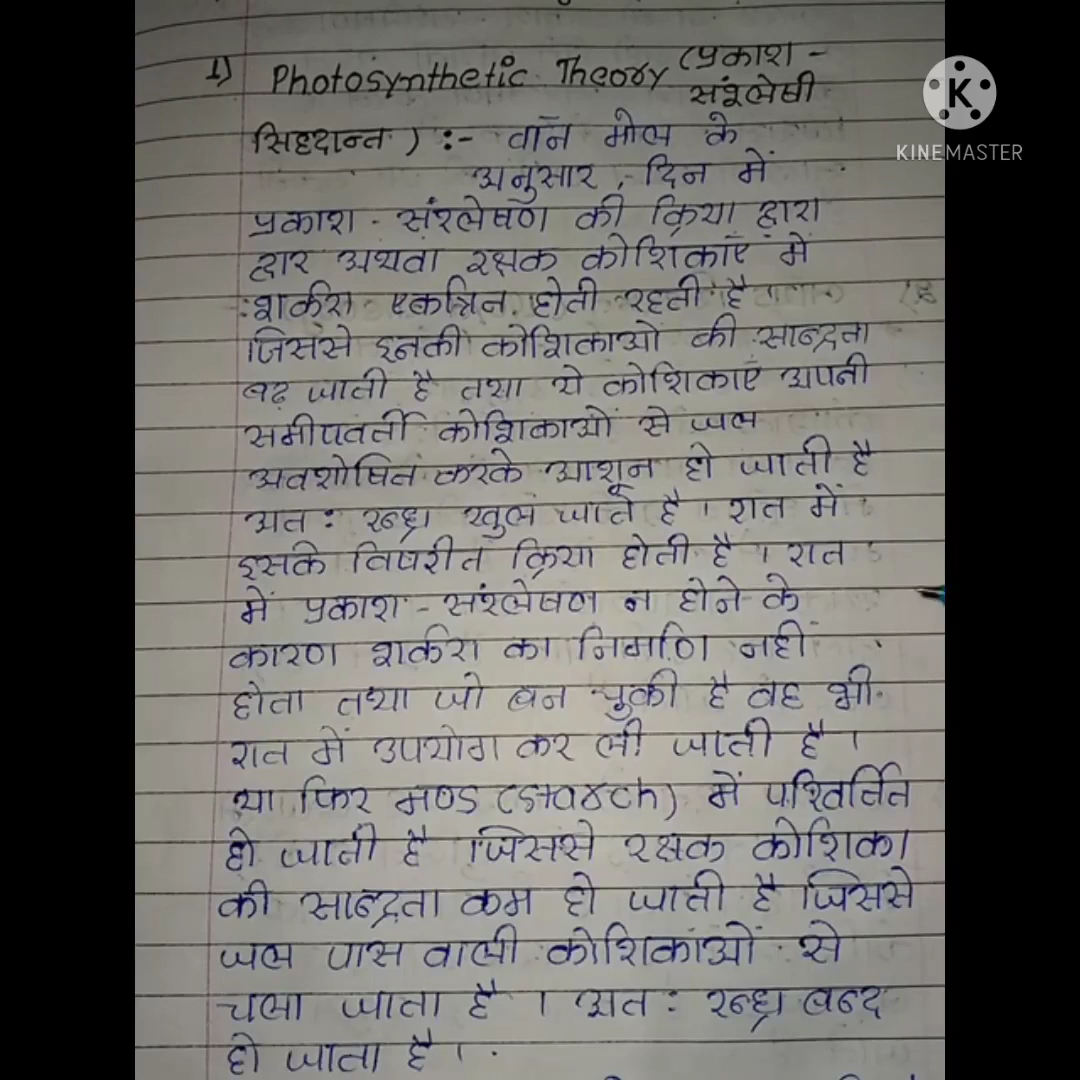 1) Photosynthetic Theory (प्रकाश -
संश्लेषी
सिद्दान्त ) :- वॉन मोल के
अनुसार, दिन में
प्रकाश - संश्लेषण की क्रिया द्वारा
द्वार अथवा रक्षक कोशिकाएँ में
शर्करा एकत्रित होती रहती है
जिससे इनकी कोशिकाओं की सान्द्रता
बढ़ जाती है तथा ये कोशिकाएँ अपनी
समीपवर्ती कोशिकाओं से जल
अवशोषित करके आशून हो जाती है
अत : रन्ध्र खुल जाते है । रात में
इसके विपरीत क्रिया होती है । रात
में प्रकाश - संश्लेषण न होने के
कारण शर्करा का निर्माण नहीं
होता तथा जो बन चुकी है वह भी
रात में उपयोग कर ली जाती है ।
या फिर मण्ड (starch) में परिवर्तित
हो जाती है जिससे रक्षक कोशिका
की सान्द्रता कम हो जाती है जिससे
जल पास वाली कोशिकाओं से
चला जाता है । अत : रन्ध्र बन्द
हो जाता है ।
K
KINEMASTER